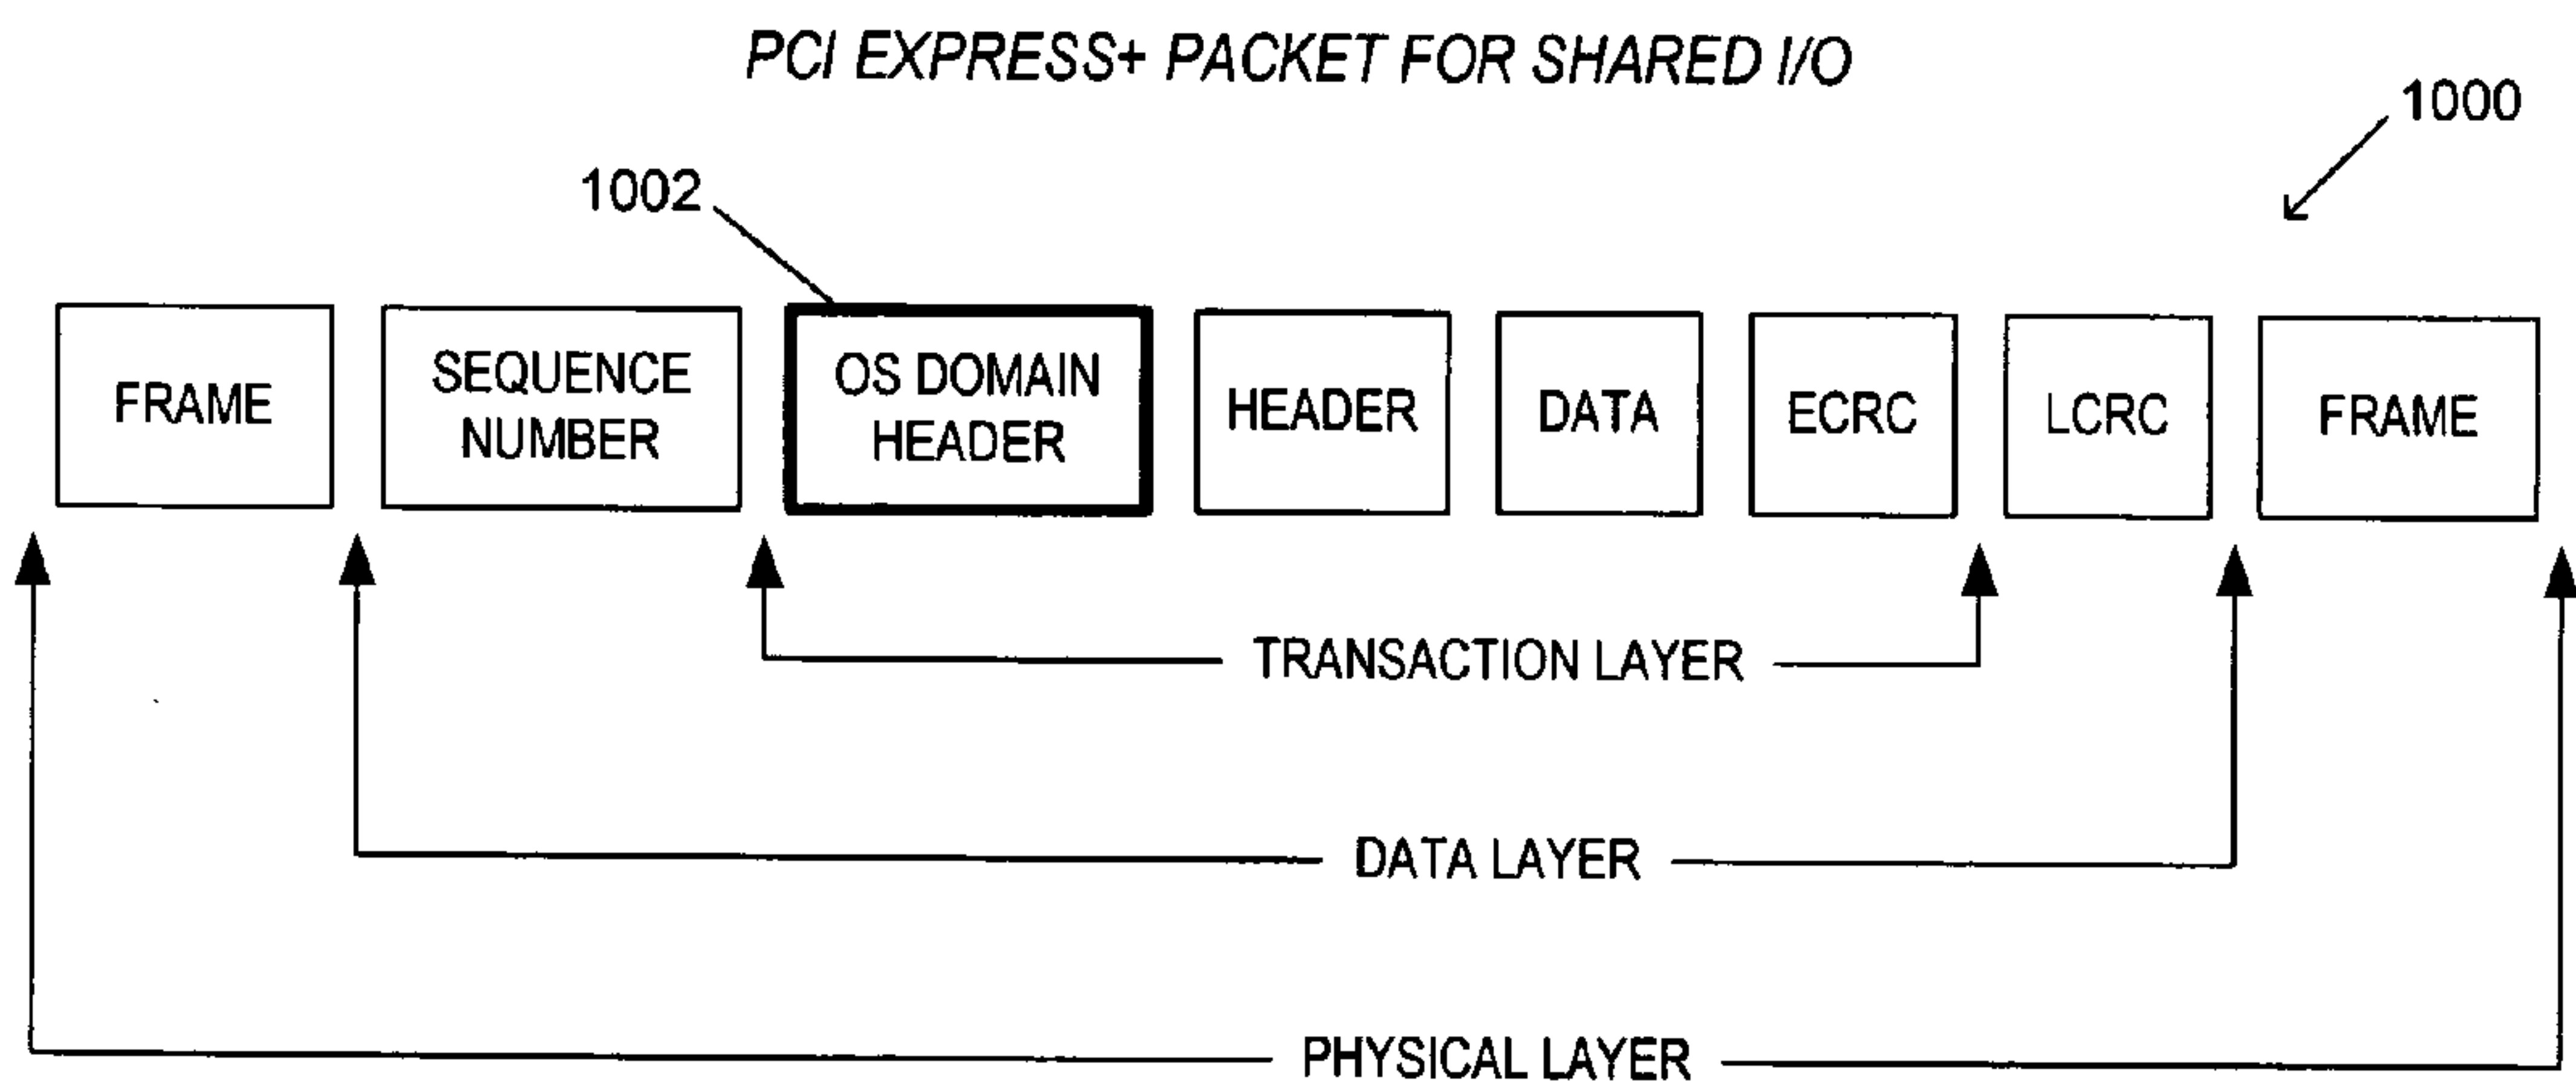 PCI EXPRESS+ PACKET FOR SHARED I/O
1000
1002
FRAME
SEQUENCE
NUMBER
OS DOMAIN
HEADER
HEADER
DATA
ECRC
LCRC
FRAME
TRANSACTION LAYER
DATA LAYER
PHYSICAL LAYER